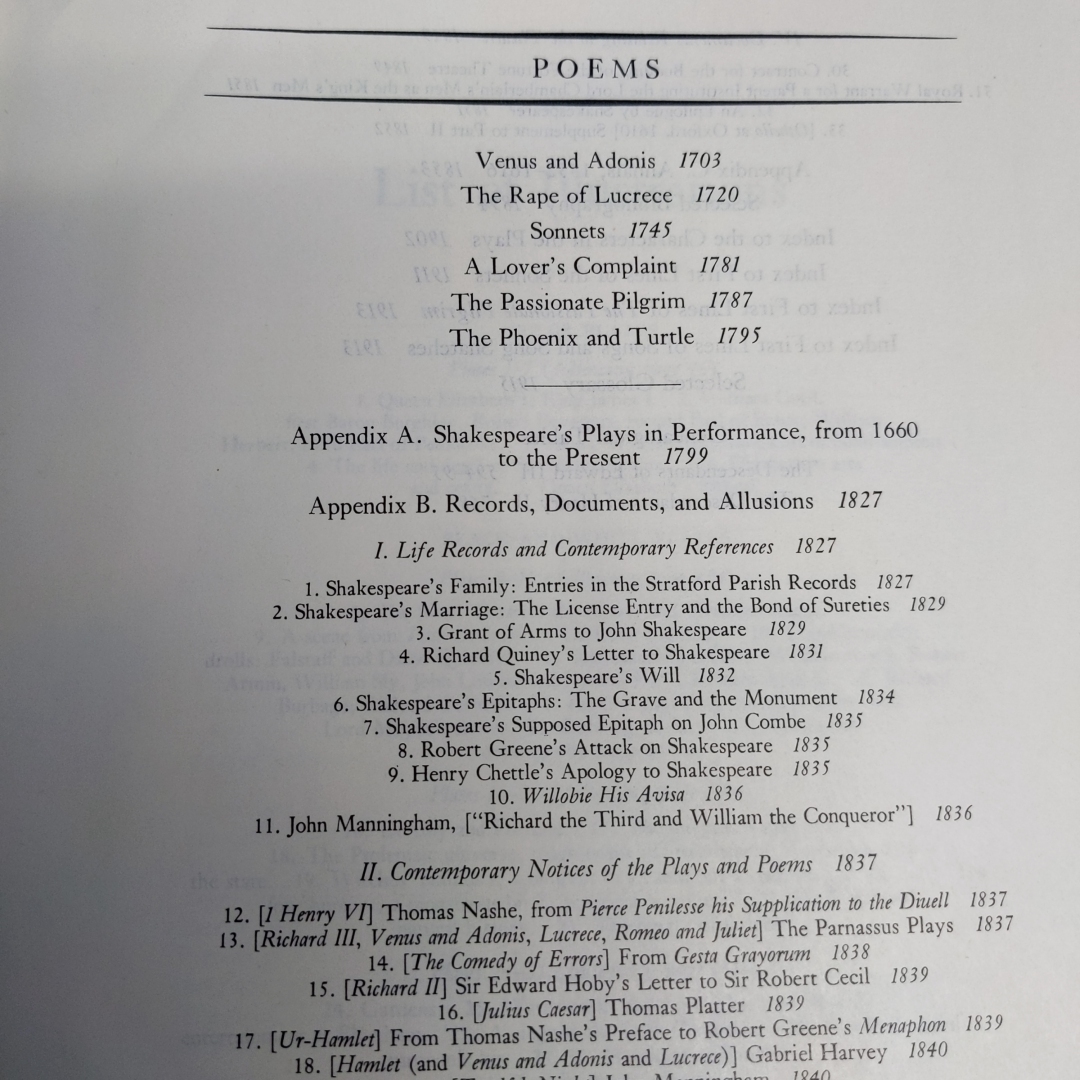 POEMS
Venus and Adonis 1703
The Rape of Lucrece 1720
Sonnets 1745
A Lover's Complaint 1781
The Passionate Pilgrim 1787
The Phoenix and Turtle 1795
Appendix A. Shakespeare's Plays in Performance, from 1660
to the Present 1799
Appendix B. Records, Documents, and Allusions 1827
I. Life Records and Contemporary References 1827
1. Shakespeare's Family: Entries in the Stratford Parish Records 1827
2. Shakespeare's Marriage: The License Entry and the Bond of Sureties 1829
3. Grant of Arms to John Shakespeare 1829
4. Richard Quiney's Letter to Shakespeare 1831
5. Shakespeare's Will 1832
6. Shakespeare's Epitaphs: The Grave and the Monument 1834
7. Shakespeare's Supposed Epitaph on John Combe 1835
8. Robert Greene's Attack on Shakespeare 1835
9. Henry Chettle's Apology to Shakespeare 1835
10. Willobie His Avisa 1836
11. John Manningham, ["Richard the Third and William the Conqueror"] 1836
II. Contemporary Notices of the Plays and Poems 1837
12. [1 Henry VI] Thomas Nashe, from Pierce Penilesse his Supplication to the Diuell 1837
13. [Richard III, Venus and Adonis, Lucrece, Romeo and Juliet] The Parnassus Plays 1837
14. [The Comedy of Errors] From Gesta Grayorum 1838
15. [Richard II] Sir Edward Hoby's Letter to Sir Robert Cecil 1839
16. [Julius Caesar] Thomas Platter 1839
17. [Ur-Hamlet] From Thomas Nashe's Preface to Robert Greene's Menaphon 1839
18. [Hamlet (and Venus and Adonis and Lucrece)] Gabriel Harvey 1840
John Manningham 1840